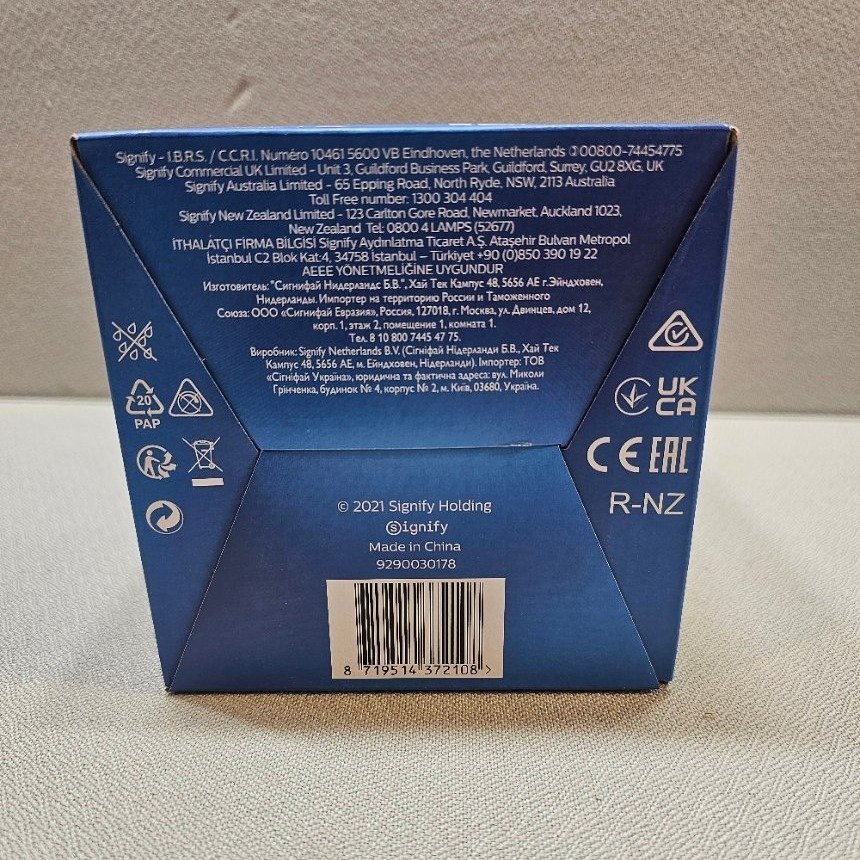 Signify - I.B.R.S. / C.C.R.I. Numéro 10461 5600 VB Eindhoven, the Netherlands ✆00800-74454775
Signify Commercial UK Limited - Unit 3, Guildford Business Park, Guildford, Surrey, GU2 8XG, UK
Signify Australia Limited - 65 Epping Road, North Ryde, NSW, 2113 Australia
Toll Free number: 1300 304 404
Signify New Zealand Limited - 123 Carlton Gore Road, Newmarket, Auckland 1023,
New Zealand Tel: 0800 4 LAMPS (52677)
İTHALATÇI FİRMA BİLGİSİ Signify Aydınlatma Ticaret A.Ş. Ataşehir Bulvarı Metropol
İstanbul C2 Blok Kat:4, 34758 İstanbul – Türkiye +90 (0)850 390 19 22
AEEE YÖNETMELİĞİNE UYGUNDUR
Изготовитель: "Сигнифай Нидерландс Б.В.", Хай Тек Кампус 48, 5656 AE г.Эйндховен,
Нидерланды. Импортер на территорию России и Таможенного
Союза: ООО «Сигнифай Евразия», Россия, 127018, г. Москва, ул. Двинцев, дом 12,
корп. 1, этаж 2, помещение 1, комната 1.
Тел. 8 10 800 7445 47 75.
Виробник: Signify Netherlands B.V. (Сігніфай Нідерланди Б.В., Хай Тек
Кампус 48, 5656 AE, м. Ейндховен, Нідерланди). Імпортер: ТОВ
«Сігніфай Україна», юридична та фактична адреса: вул. Миколи
Грінченка, будинок № 4, корпус № 2, м. Київ, 03680, Україна.
20
PAP
UK
CA
CE EAC
R-NZ
© 2021 Signify Holding
Signify
Made in China
9290030178
8 719514 372108 >